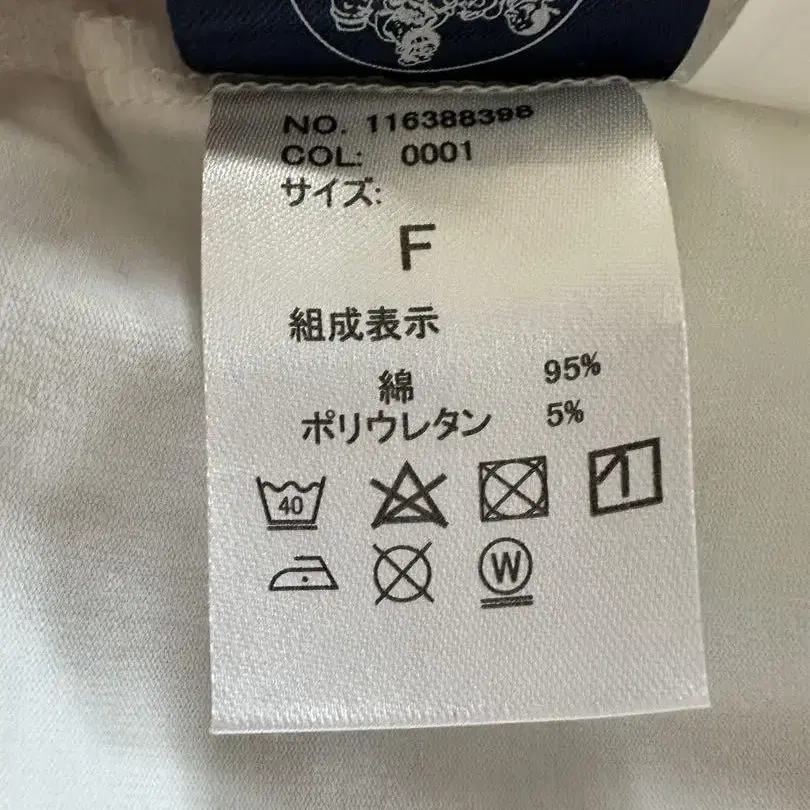 NO. 116388398
COL: 0001
サイズ:
F
組成表示
綿 95%
ポリウレタン 5%
40
W